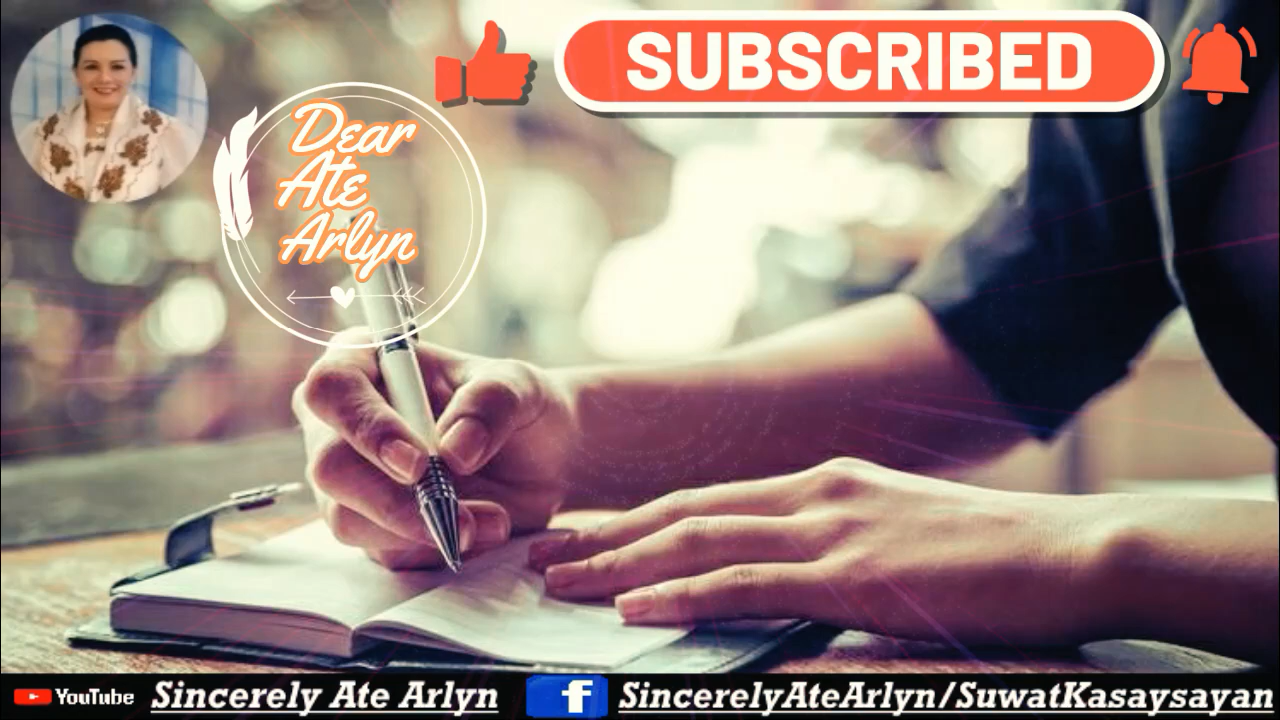 SUBSCRIBED
Dear
Ate
Arlyn
YouTube Sincerely Ate Arlyn f SincerelyAteArlyn/SuwatKasaysayan